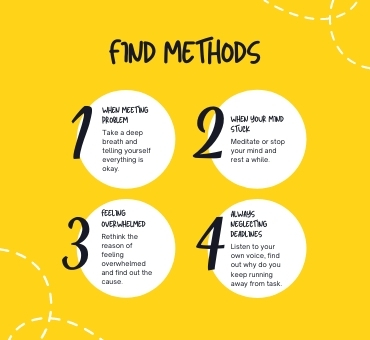 FIND METHODS
1
WHEN MEETING
PROBLEM
Take a deep
breath and
telling yourself
everything is
okay.
2
WHEN YOUR MIND
STUCK
Meditate or stop
your mind and
rest a while.
3
FEELING
OVERWHELMED
Rethink the
reason of
feeling
overwhelmed
and find out the
cause.
4
ALWAYS
NEGLECTING
DEADLINES
Listen to your
own voice, find
out why do you
keep running
away from task.